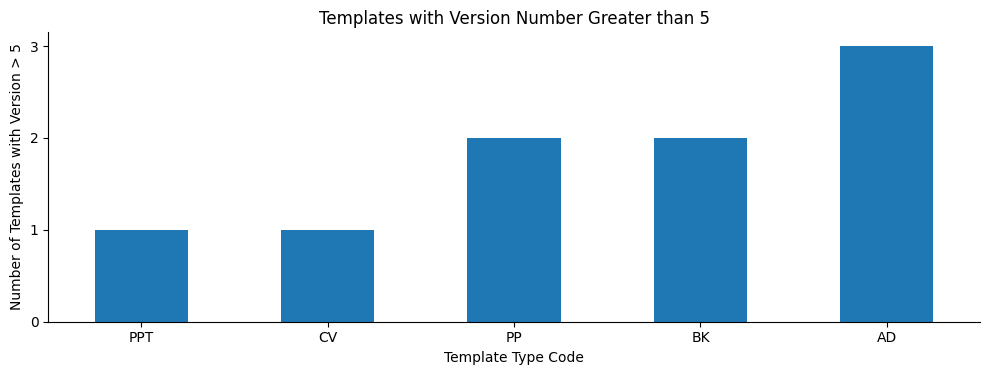 Templates with Version Number Greater than 5
Number of Templates with Version > 5
3
2
1
0
PPT CV PP BK AD
Template Type Code